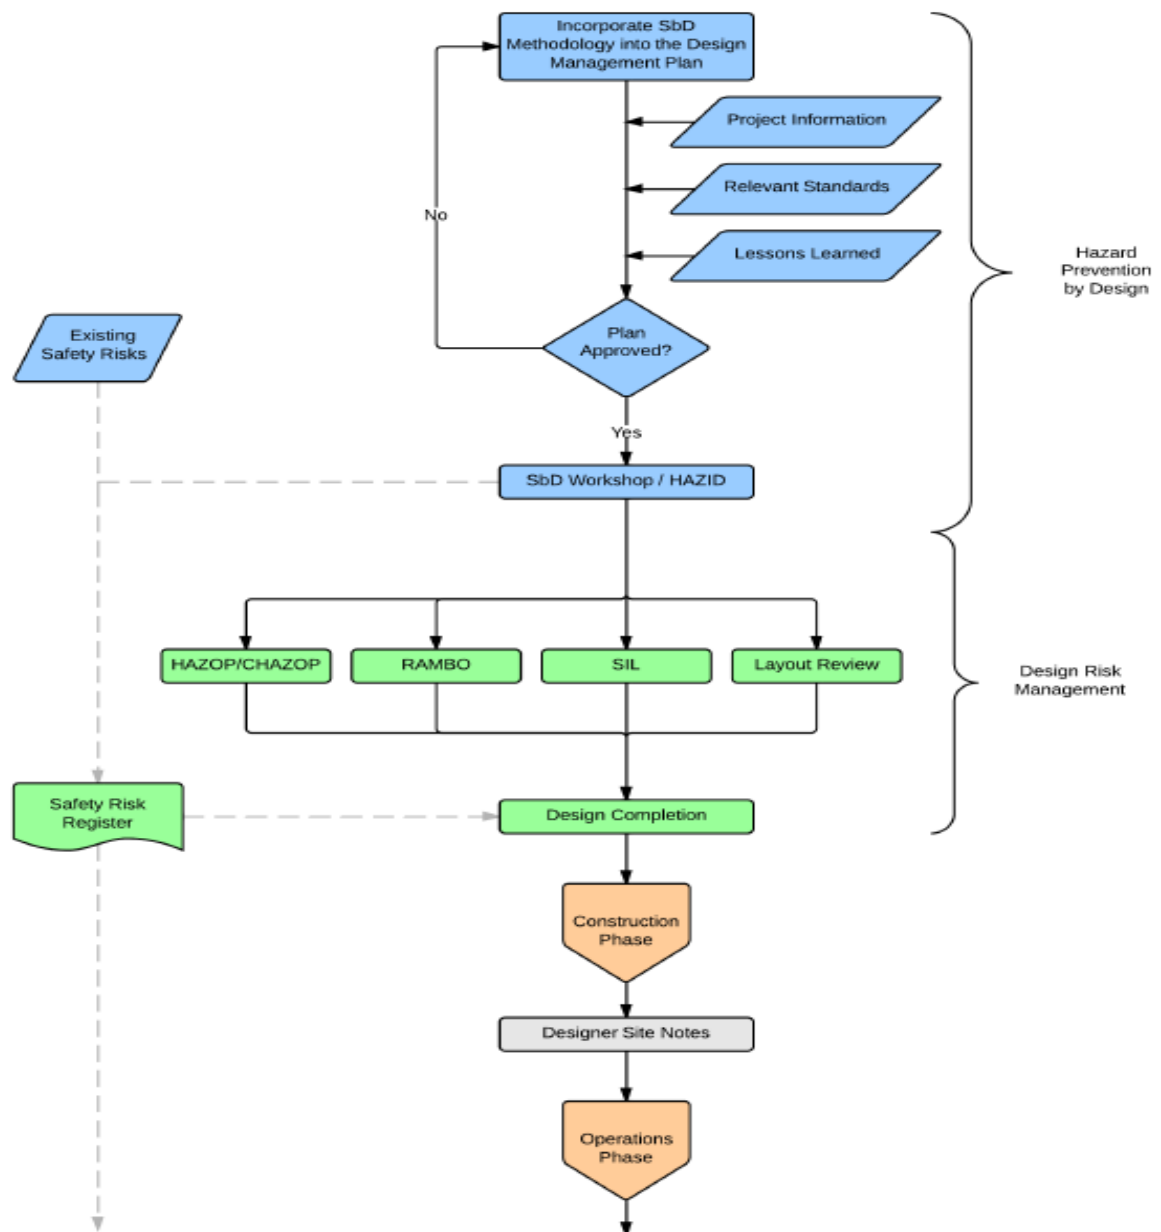 Incorporate SbD
Methodology into the Design
Management Plan
Project Information
Relevant Standards
Lessons Learned
No
Hazard
Prevention
by Design
Existing
Safety Risks
Plan
Approved?
Yes
SbD Workshop / HAZID
HAZOP/CHAZOP
RAMBO
SIL
Layout Review
Design Risk
Management
Safety Risk
Register
Design Completion
Construction
Phase
Designer Site Notes
Operations
Phase